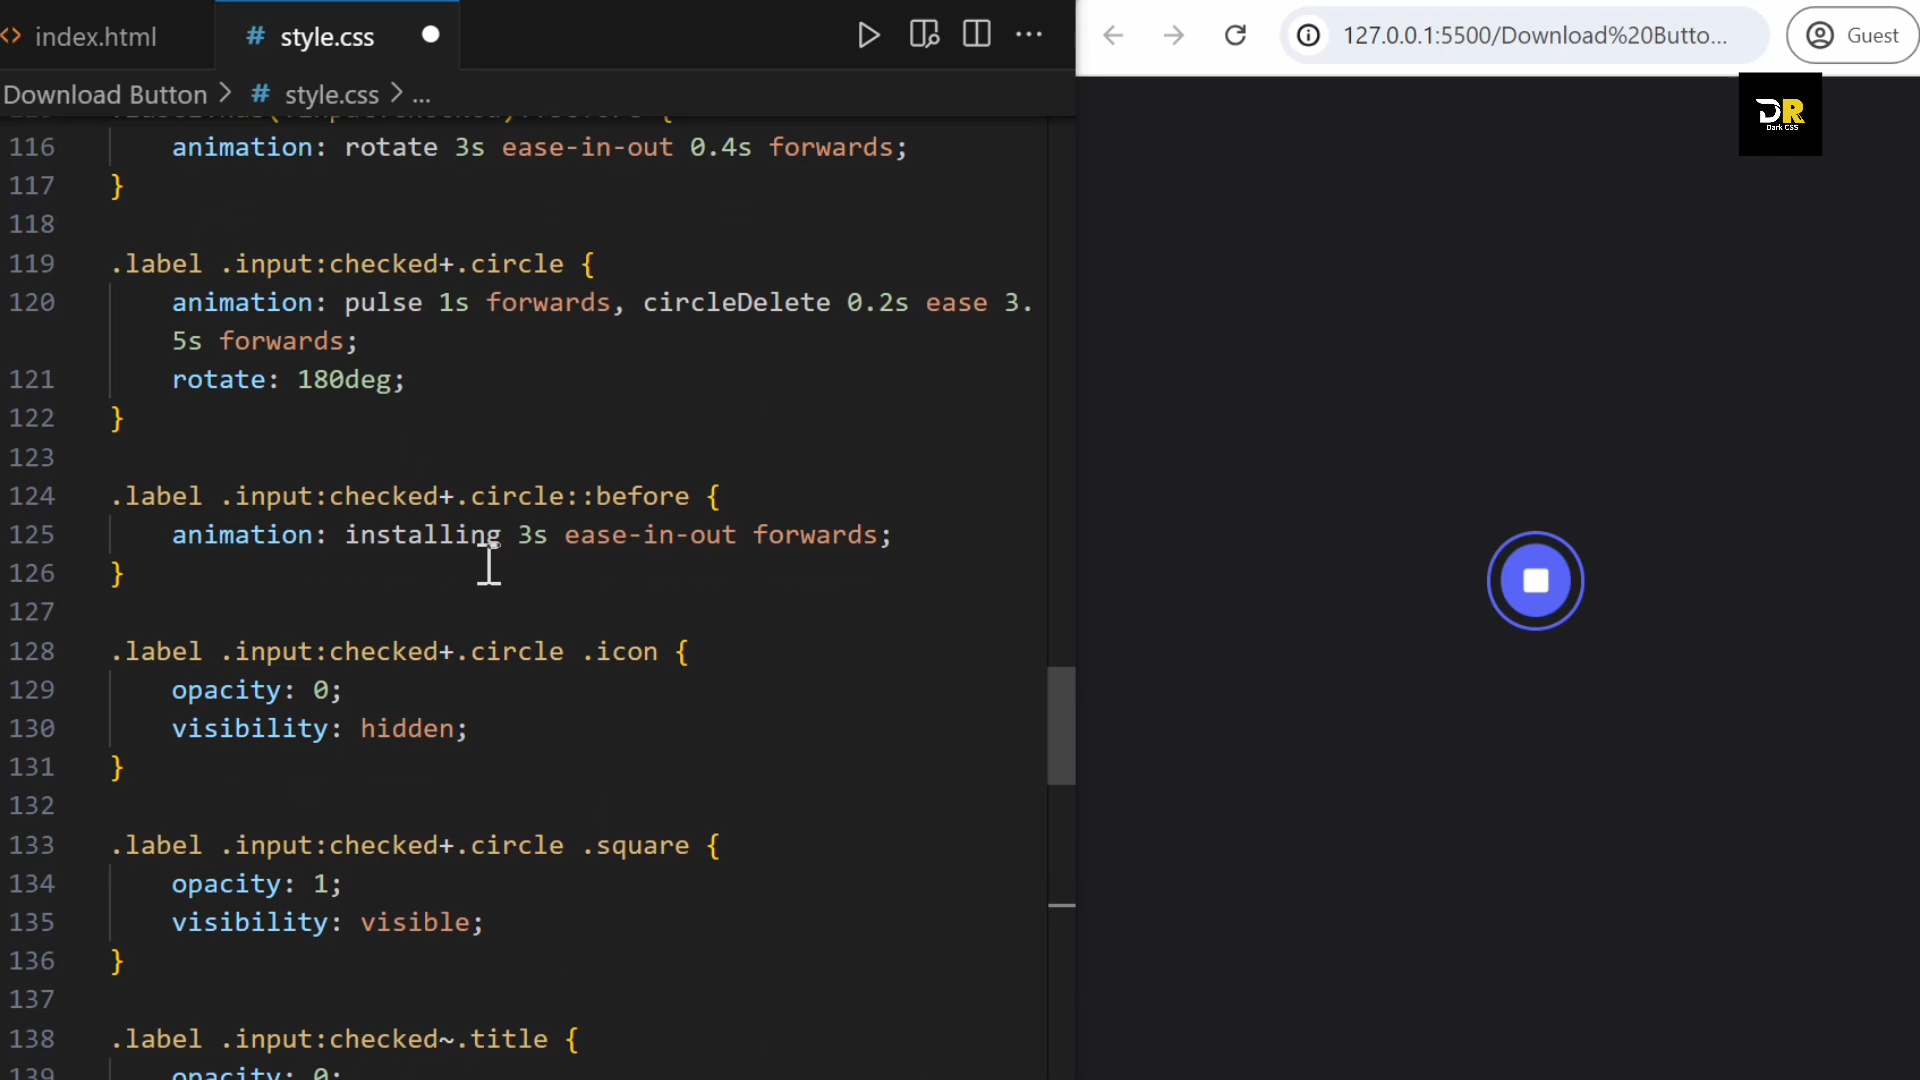 index.html
# style.css
Download Button > # style.css > ...
116 animation: rotate 3s ease-in-out 0.4s forwards;
117 }
118
119 .label .input:checked+.circle {
120 animation: pulse 1s forwards, circleDelete 0.2s ease 3.
5s forwards;
121 rotate: 180deg;
122 }
123
124 .label .input:checked+.circle::before {
125 animation: installing 3s ease-in-out forwards;
126 }
127
128 .label .input:checked+.circle .icon {
129 opacity: 0;
130 visibility: hidden;
131 }
132
133 .label .input:checked+.circle .square {
134 opacity: 1;
135 visibility: visible;
136 }
137
138 .label .input:checked~.title {
139 opacity: 0;
127.0.0.1:5500/Download%20Butto...
Guest
DR
Dark CSS